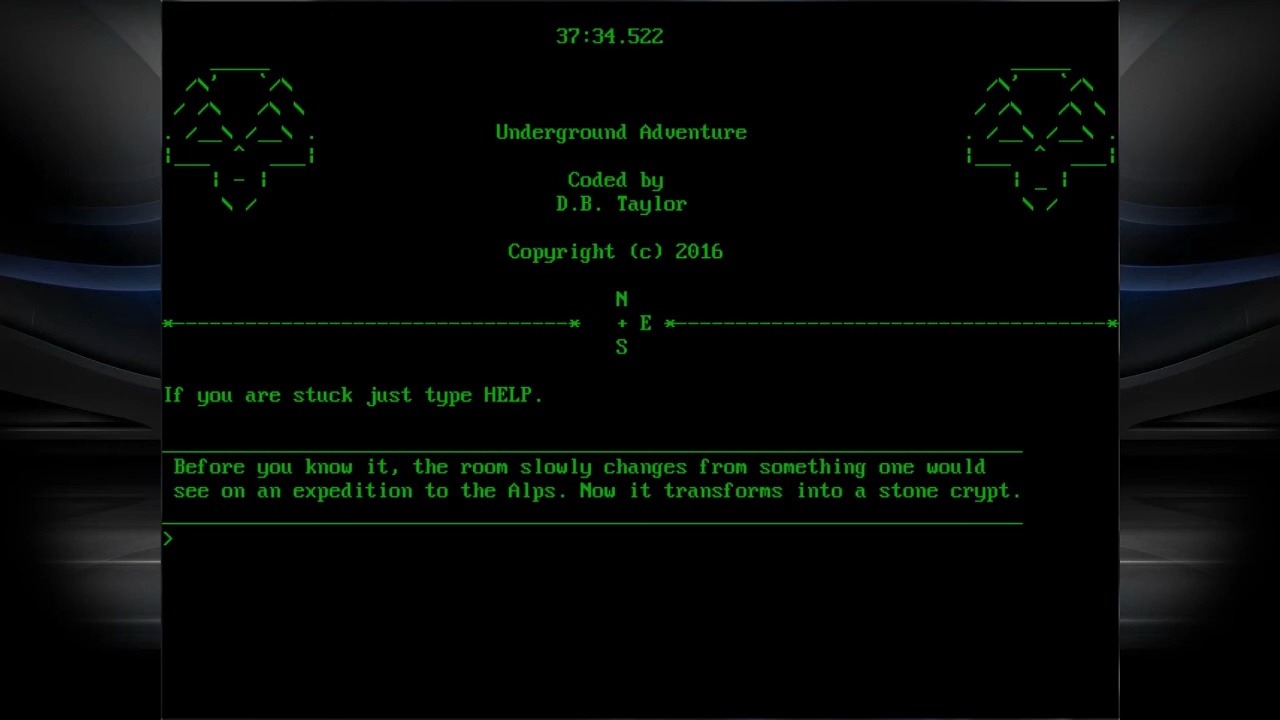 37:34.522
Underground Adventure
Coded by
D.B. Taylor
Copyright (c) 2016
N
+ E
S
If you are stuck just type HELP.
Before you know it, the room slowly changes from something one would
see on an expedition to the Alps. Now it transforms into a stone crypt.
>